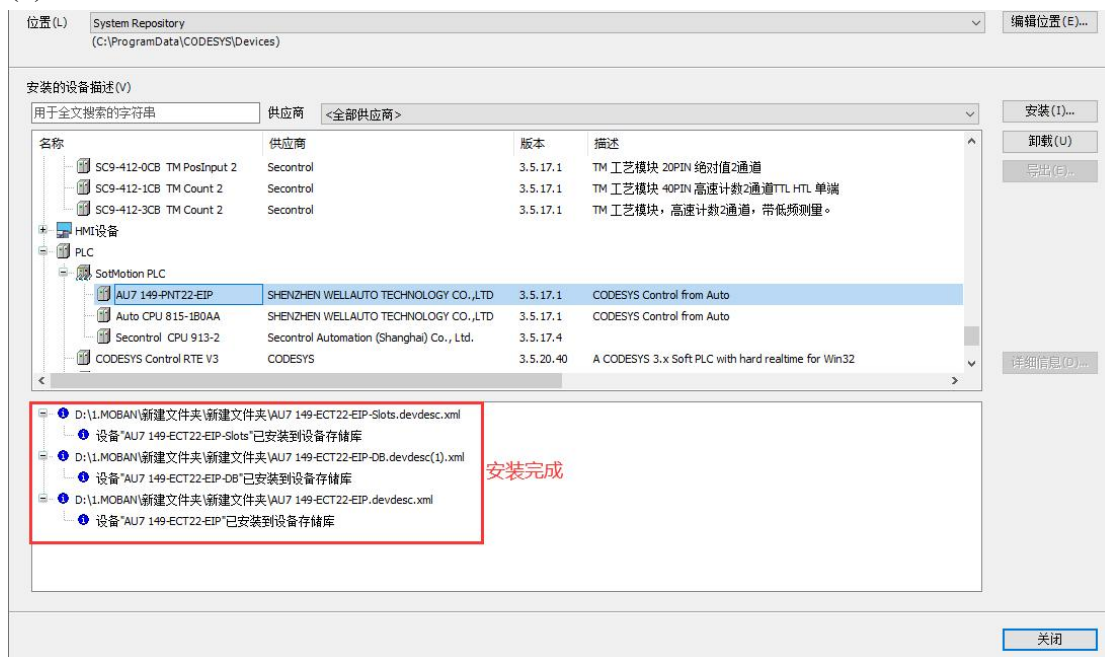 位置(L) System Repository 编辑位置(E)...
(C:\ProgramData\CODESYS\Devices)
安装的设备描述(V)
用于全文搜索的字符串 供应商 <全部供应商> 安装(I)...
名称 供应商 版本 描述 卸载(U)
SC9-412-0CB TM PosInput 2 Secontrol 3.5.17.1 TM 工艺模块 20PIN 绝对值2通道 导出(E)...
SC9-412-1CB TM Count 2 Secontrol 3.5.17.1 TM 工艺模块 40PIN 高速计数2通道TTL HTL 单端
SC9-412-3CB TM Count 2 Secontrol 3.5.17.1 TM 工艺模块，高速计数2通道，带低频测量。
HMI设备
PLC
SotMotion PLC
AU7 149-PNT22-EIP SHENZHEN WELLAUTO TECHNOLOGY CO.,LTD 3.5.17.1 CODESYS Control from Auto
Auto CPU 815-1B0AA SHENZHEN WELLAUTO TECHNOLOGY CO.,LTD 3.5.17.1 CODESYS Control from Auto
Secontrol CPU 913-2 Secontrol Automation (Shanghai) Co., Ltd. 3.5.17.4
CODESYS Control RTE V3 CODESYS 3.5.20.40 A CODESYS 3.x Soft PLC with hard realtime for Win32 详细信息(D)...
D:\1.MOBAN\新建文件夹\新建文件夹\AU7 149-ECT22-EIP-Slots.devdesc.xml
设备"AU7 149-ECT22-EIP-Slots"已安装到设备存储库
D:\1.MOBAN\新建文件夹\新建文件夹\AU7 149-ECT22-EIP-DB.devdesc(1).xml
设备"AU7 149-ECT22-EIP-DB"已安装到设备存储库
安装完成
D:\1.MOBAN\新建文件夹\新建文件夹\AU7 149-ECT22-EIP.devdesc.xml
设备"AU7 149-ECT22-EIP"已安装到设备存储库
关闭